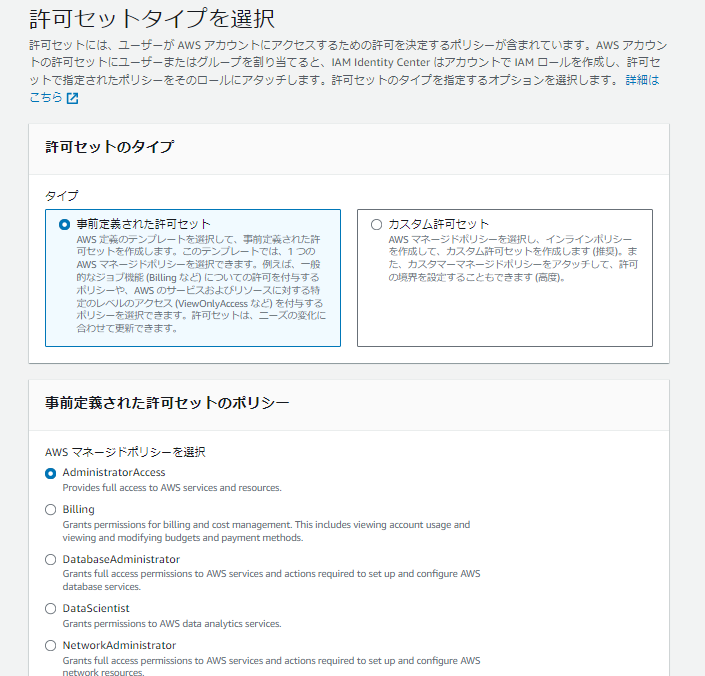 許可セットタイプを選択
許可セットには、ユーザーが AWS アカウントにアクセスするための許可を決定するポリシーが含まれています。AWS アカウン
トの許可セットにユーザーまたはグループを割り当てると、IAM Identity Center はアカウントで IAM ロールを作成し、許可セ
ットで指定されたポリシーをそのロールにアタッチします。許可セットのタイプを指定するオプションを選択します。 詳細は
こちら
許可セットのタイプ
タイプ
事前定義された許可セット
AWS 定義のテンプレートを選択して、事前定義された許
可セットを作成します。このテンプレートでは、1 つの
AWS マネージドポリシーを選択できます。例えば、一般
的なジョブ機能 (Billing など) についての許可を付与する
ポリシーや、AWS のサービスおよびリソースに対する特
定のレベルのアクセス (ViewOnlyAccess など) を付与する
ポリシーを選択できます。許可セットは、ニーズの変化に
合わせて更新できます。
カスタム許可セット
AWS マネージドポリシーを選択し、インラインポリシー
を作成して、カスタム許可セットを作成します (推奨)。ま
た、カスタマーマネージドポリシーをアタッチして、許可
の境界を設定することもできます (高度)。
事前定義された許可セットのポリシー
AWS マネージドポリシーを選択
AdministratorAccess
Provides full access to AWS services and resources.
Billing
Grants permissions for billing and cost management. This includes viewing account usage and
viewing and modifying budgets and payment methods.
DatabaseAdministrator
Grants full access permissions to AWS services and actions required to set up and configure AWS
database services.
DataScientist
Grants permissions to AWS data analytics services.
NetworkAdministrator
Grants full access permissions to AWS services and actions required to set up and configure AWS
network resources.